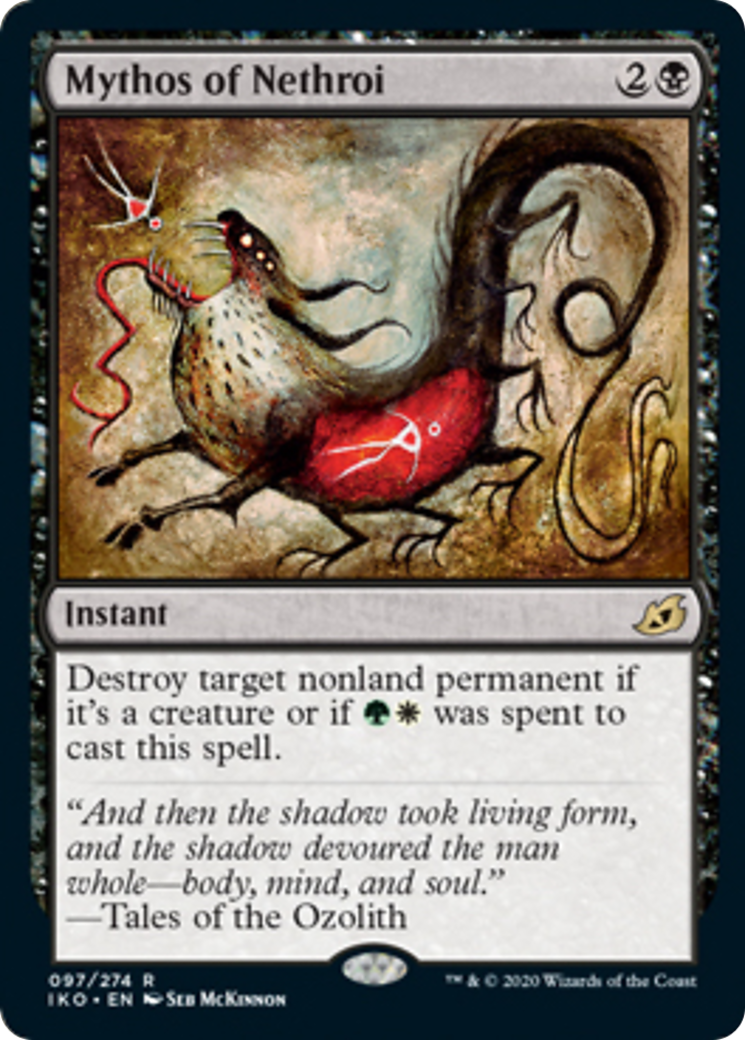 Mythos of Nethroi 2
Instant
Destroy target nonland permanent if
it's a creature or if was spent to
cast this spell.
“And then the shadow took living form,
and the shadow devoured the man
whole—body, mind, and soul.”
—Tales of the Ozolith
097/274 R
IKO • EN Seb McKinnon
™ & © 2020 Wizards of the Coast